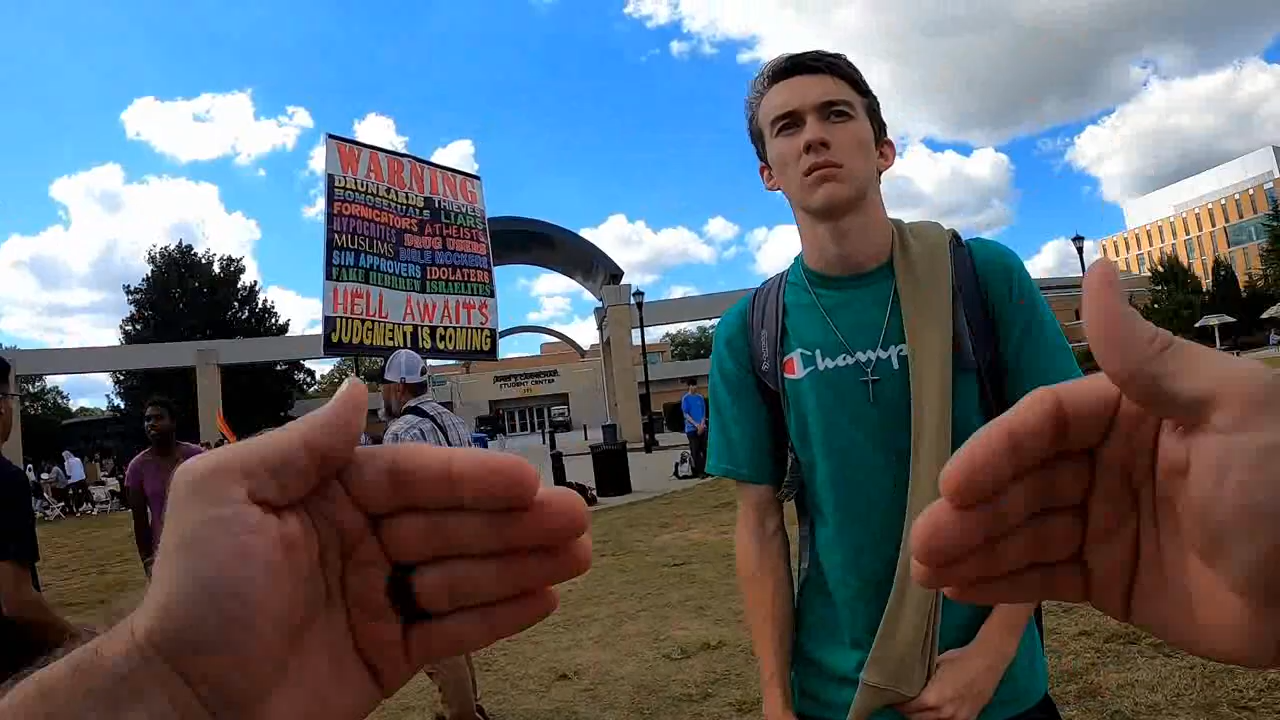 WARNING
DRUNKARDS THIEVES
HOMOSEXUALS LIARS
FORNICATORS ATHEISTS
HYPOCRITES DRUG USERS
MUSLIMS BIBLE MOCKERS
SIN APPROVERS IDOLATERS
FAKE HEBREW ISRAELITES
HELL AWAITS
JUDGMENT IS COMING
Champ
STUDENT CENTER